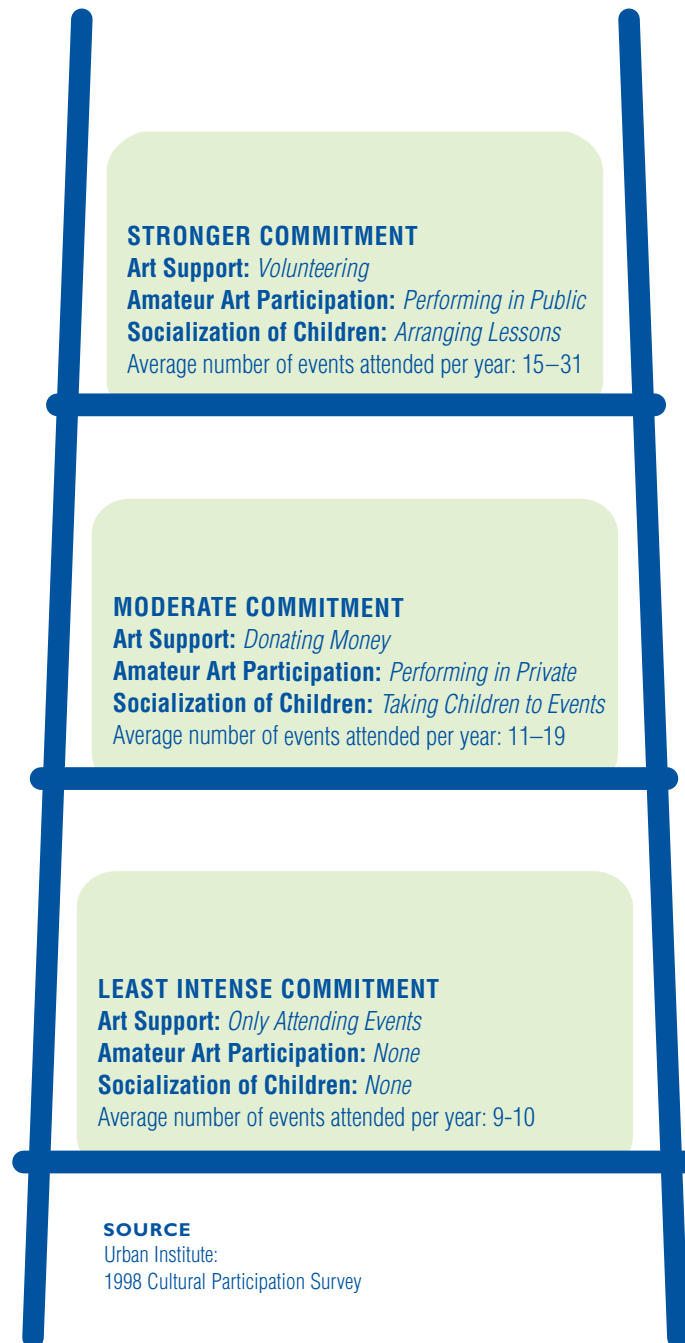 STRONGER COMMITMENT
Art Support: Volunteering
Amateur Art Participation: Performing in Public
Socialization of Children: Arranging Lessons
Average number of events attended per year: 15–31
MODERATE COMMITMENT
Art Support: Donating Money
Amateur Art Participation: Performing in Private
Socialization of Children: Taking Children to Events
Average number of events attended per year: 11–19
LEAST INTENSE COMMITMENT
Art Support: Only Attending Events
Amateur Art Participation: None
Socialization of Children: None
Average number of events attended per year: 9-10
SOURCE
Urban Institute:
1998 Cultural Participation Survey